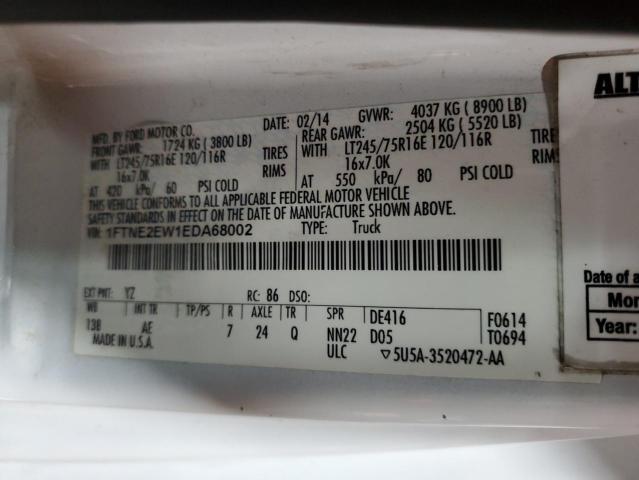 MFD. BY FORD MOTOR CO.
DATE: 02/14 GVWR: 4037 KG ( 8900 LB)
FRONT GAWR: 1724 KG ( 3800 LB) REAR GAWR: 2504 KG ( 5520 LB)
WITH LT245/75R16E 120/116R TIRES WITH LT245/75R16E 120/116R TIRES
16x7.0K RIMS 16x7.0K RIMS
AT 420 kPa/ 60 PSI COLD AT 550 kPa/ 80 PSI COLD
THIS VEHICLE CONFORMS TO ALL APPLICABLE FEDERAL MOTOR VEHICLE
SAFETY STANDARDS IN EFFECT ON THE DATE OF MANUFACTURE SHOWN ABOVE.
VIN: 1FTNE2EW1EDA68002 TYPE: Truck
EXT PNT: YZ RC: 86 DSO:
WB INT TR TP/PS R AXLE TR SPR DE416 F0614
138 AE 7 24 Q NN22 D05 T0694
MADE IN U.S.A. ULC ▽5U5A-3520472-AA
ALT
Date of a
Mon
Year: